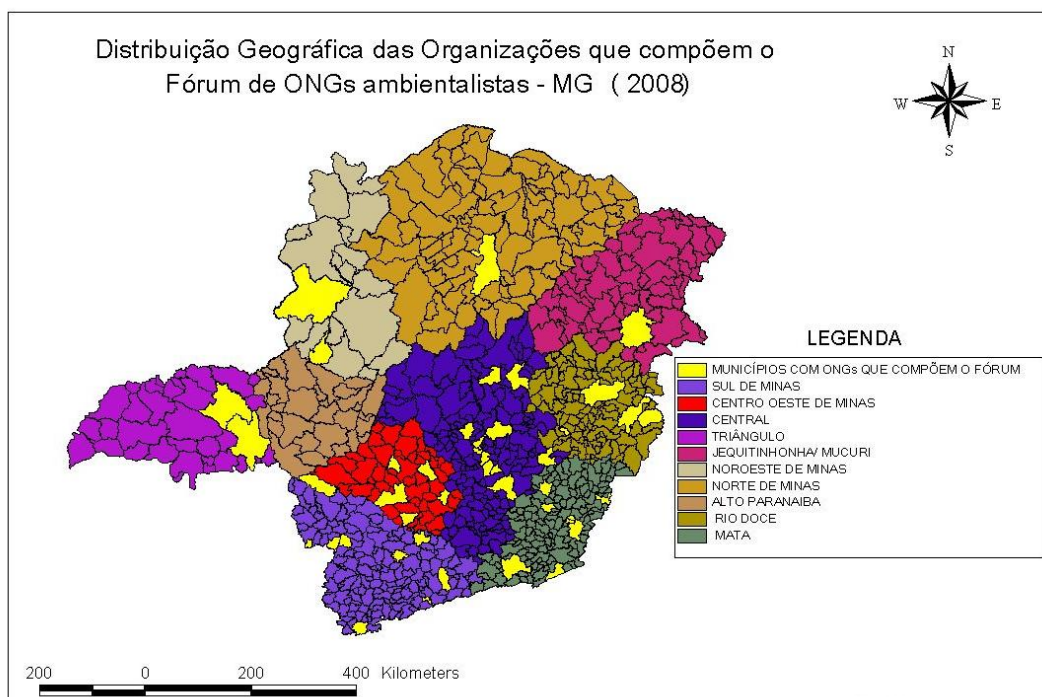 Distribuição Geográfica das Organizações que compõem o
Fórum de ONGs ambientalistas - MG ( 2008)
N
W E
S
LEGENDA
MUNICÍPIOS COM ONGs QUE COMPÕEM O FÓRUM
SUL DE MINAS
CENTRO OESTE DE MINAS
CENTRAL
TRIÂNGULO
JEQUITINHONHA/ MUCURI
NOROESTE DE MINAS
NORTE DE MINAS
ALTO PARANAIBA
RIO DOCE
MATA
200 0 200 400 Kilometers